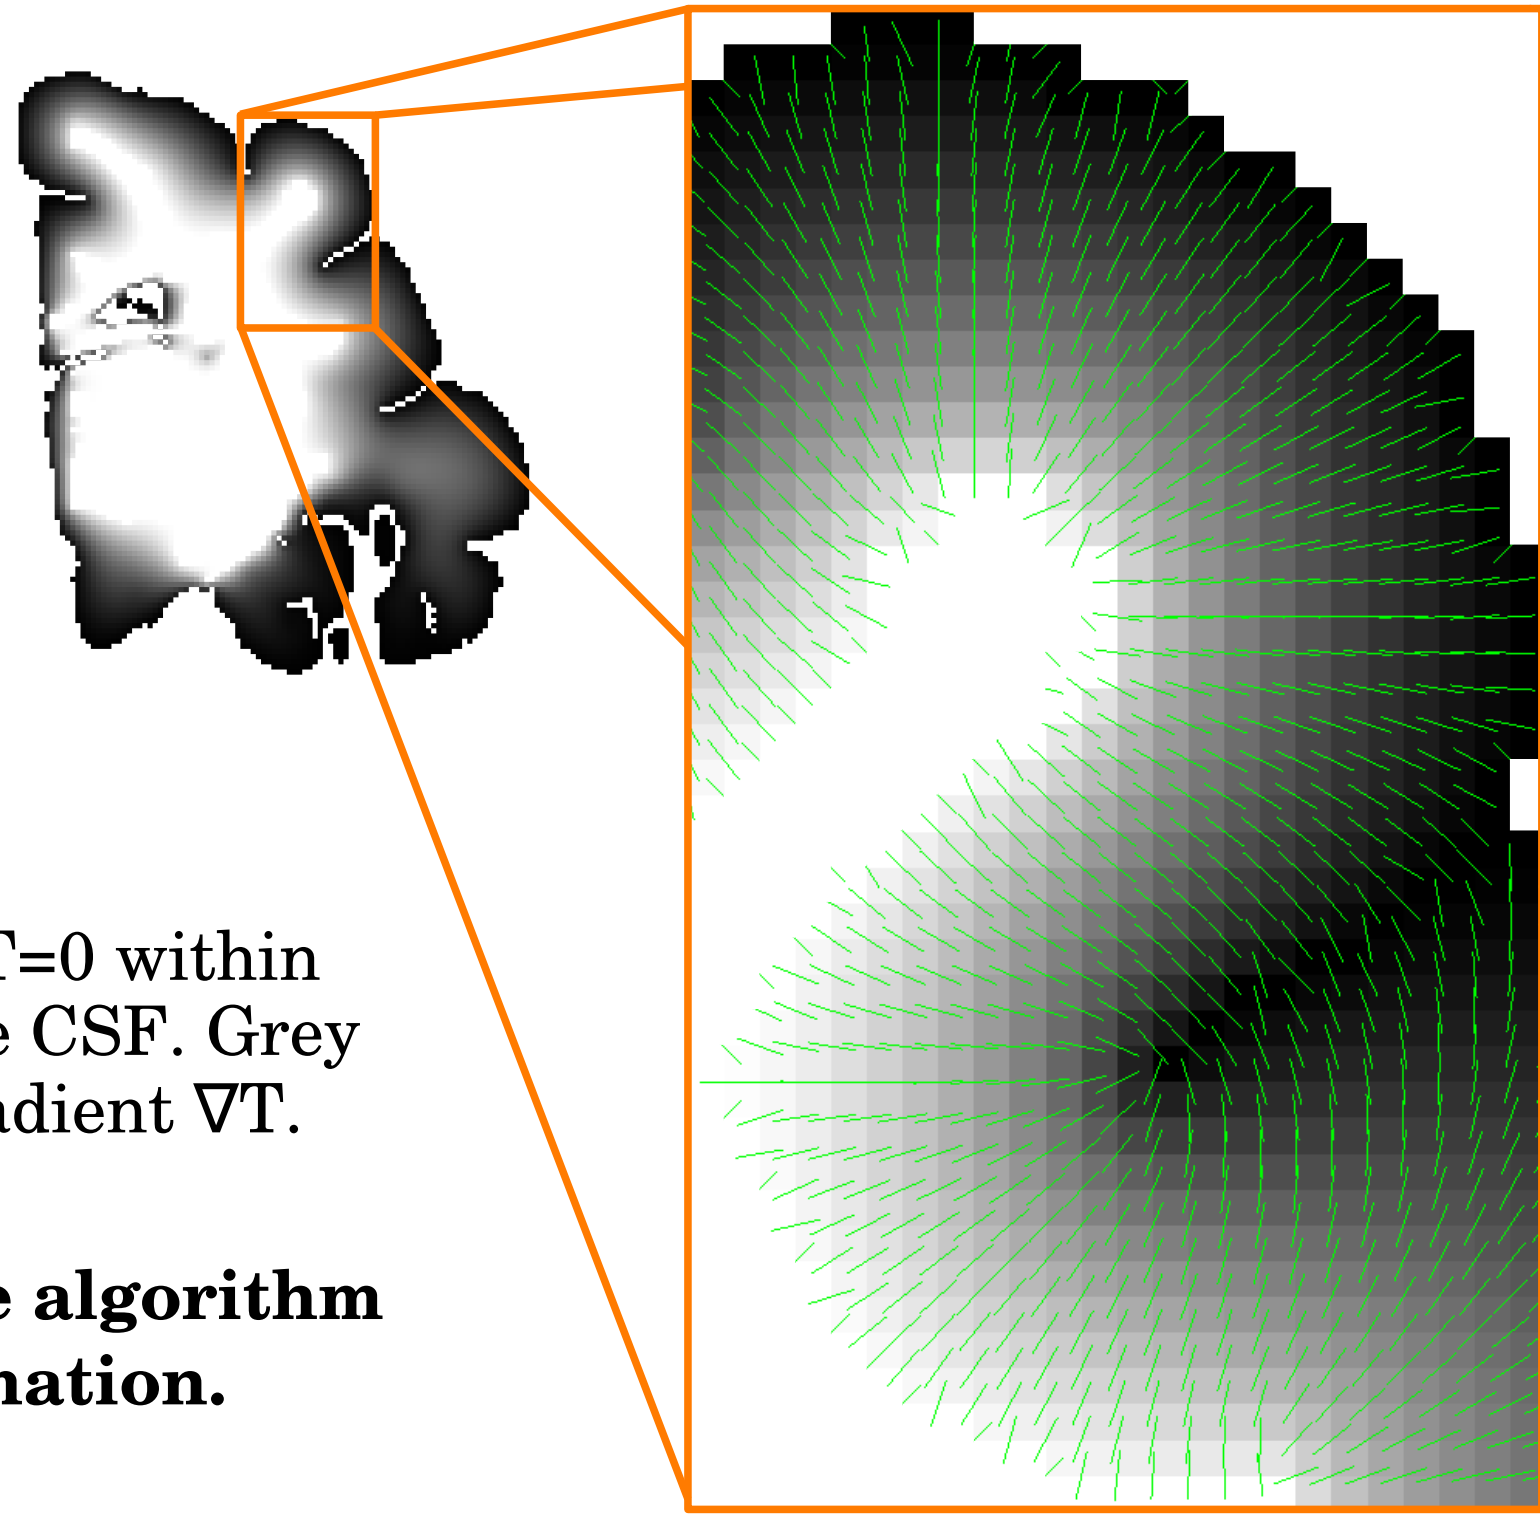 T=0 within
e CSF. Grey
adient ∇T.
e algorithm
nation.